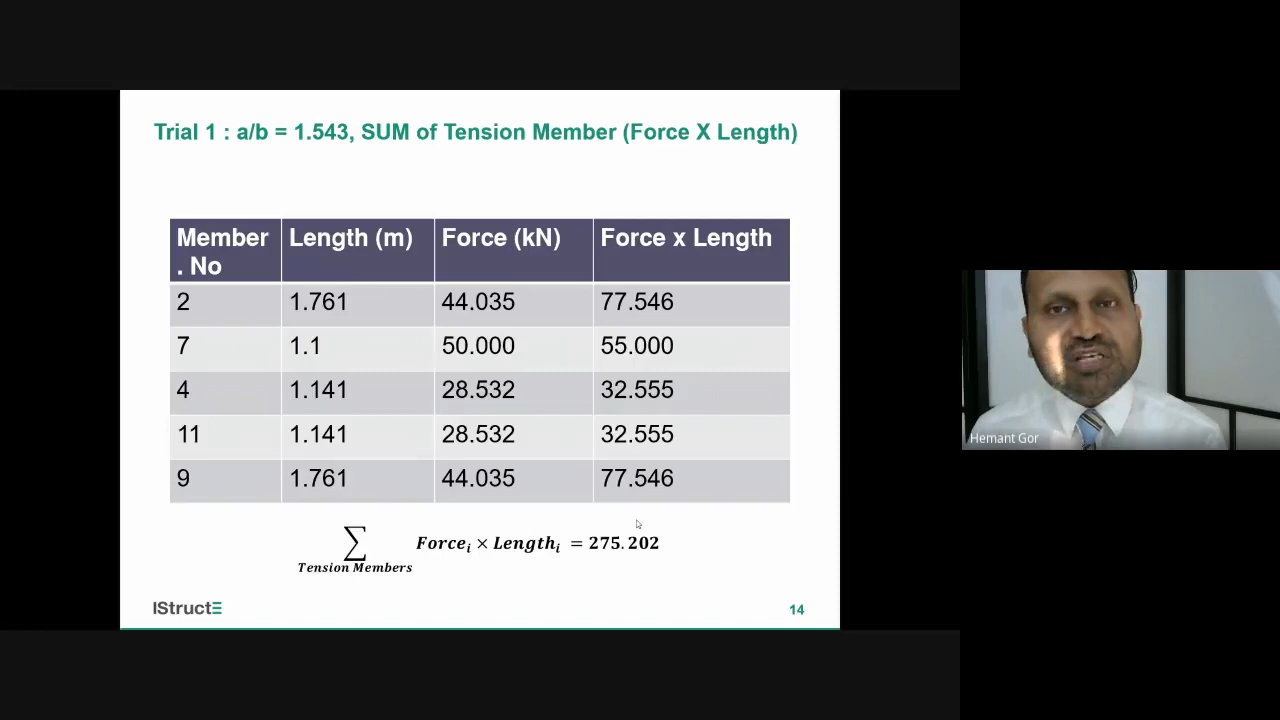 Trial 1 : a/b = 1.543, SUM of Tension Member (Force X Length)
Member . No Length (m) Force (kN) Force x Length
2 1.761 44.035 77.546
7 1.1 50.000 55.000
4 1.141 28.532 32.555
11 1.141 28.532 32.555
9 1.761 44.035 77.546
∑ Forceᵢ × Lengthᵢ = 275.202
Tension Members
IStructE 14
Hemant Gor